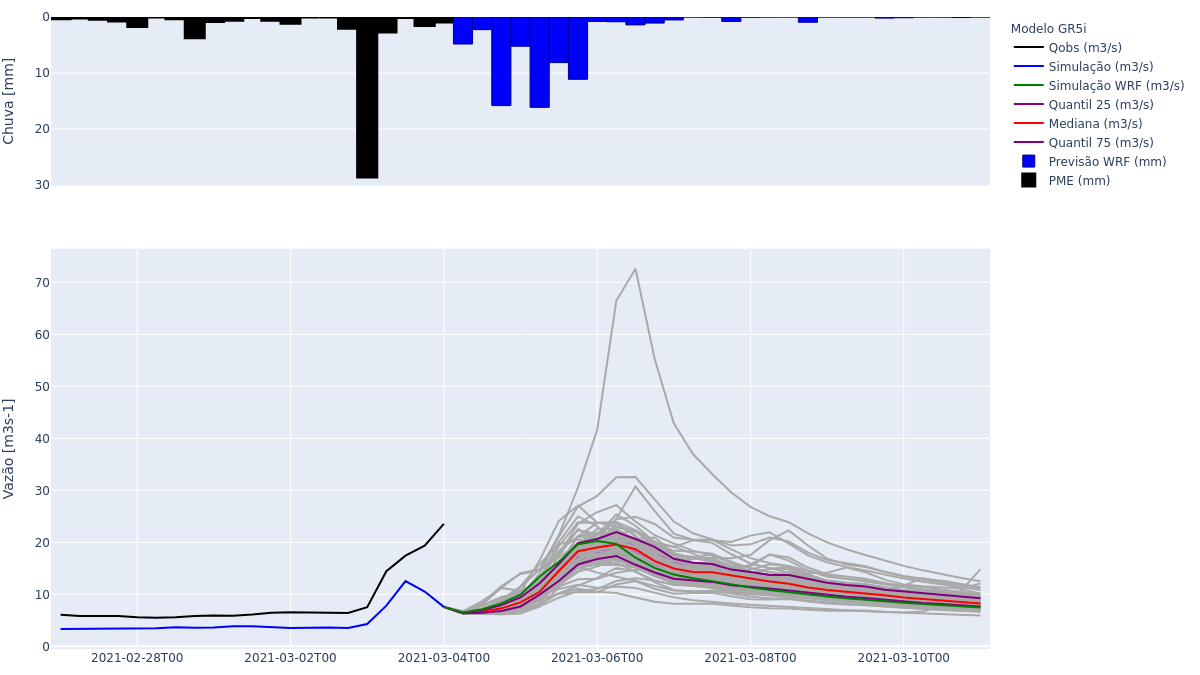 Chuva [mm]
0
10
20
30
Modelo GR5i
Qobs (m3/s)
Simulação (m3/s)
Simulação WRF (m3/s)
Quantil 25 (m3/s)
Mediana (m3/s)
Quantil 75 (m3/s)
Previsão WRF (mm)
PME (mm)
Vazão [m3s-1]
70
60
50
40
30
20
10
0
2021-02-28T00
2021-03-02T00
2021-03-04T00
2021-03-06T00
2021-03-08T00
2021-03-10T00